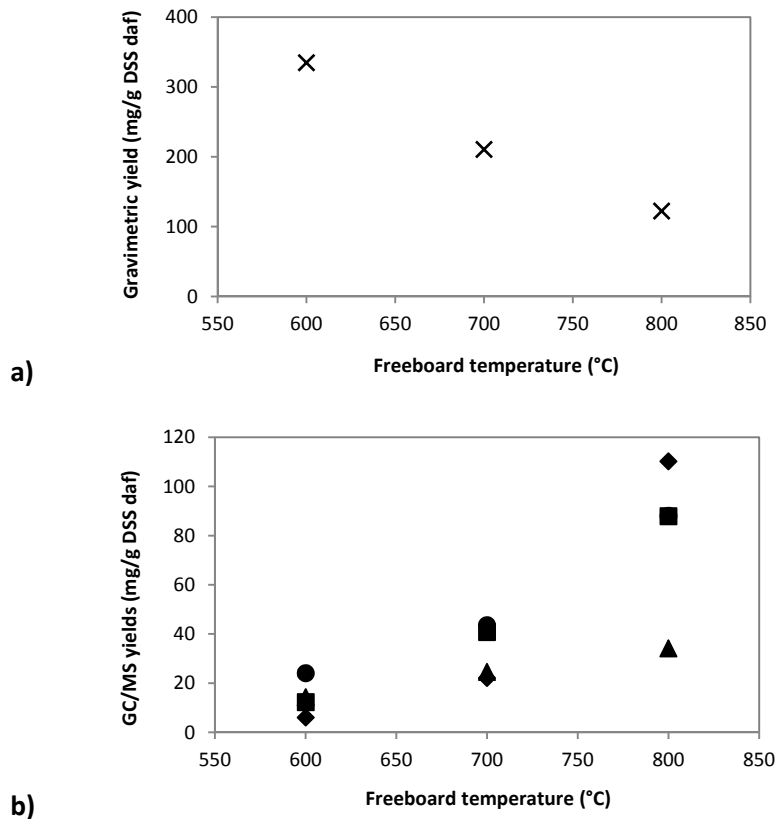 Gravimetric yield (mg/g DSS daf)
400
300
200
100
0
550 600 650 700 750 800 850
Freeboard temperature (°C)
a)
GC/MS yields (mg/g DSS daf)
120
100
80
60
40
20
0
550 600 650 700 750 800 850
Freeboard temperature (°C)
b)